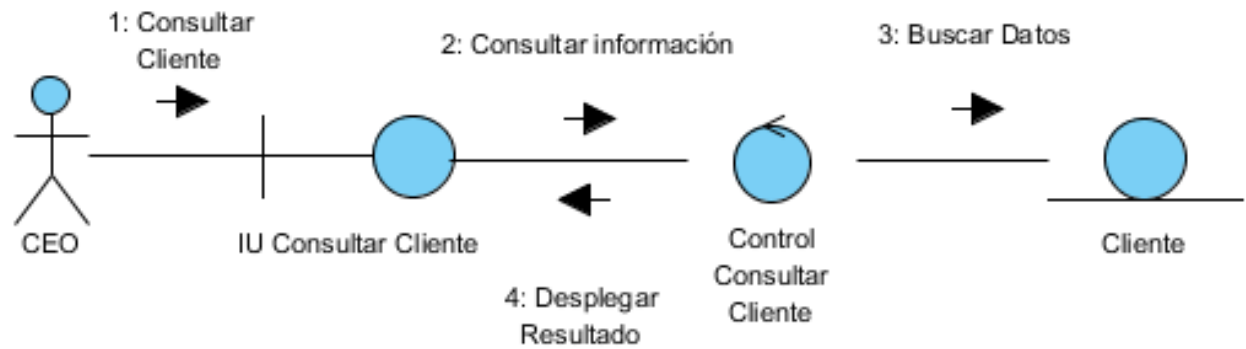 1: Consultar
Cliente
2: Consultar información
3: Buscar Datos
CEO
IU Consultar Cliente
Control
Consultar
Cliente
Cliente
4: Desplegar
Resultado